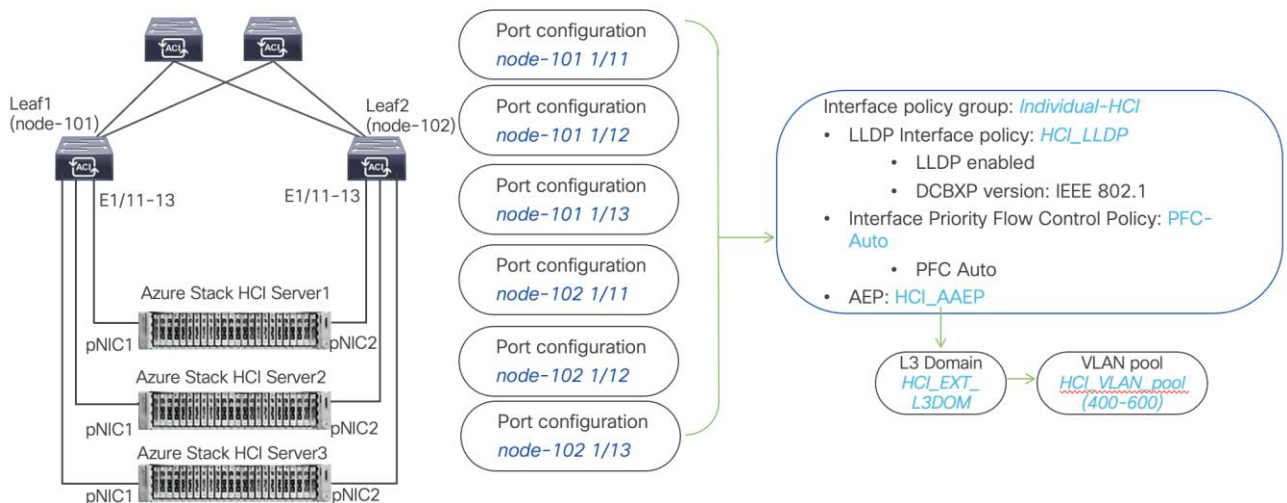 ACI
ACI
Leaf1
(node-101)
Leaf2
(node-102)
ACI
ACI
E1/11-13
E1/11-13
Azure Stack HCI Server1
pNIC1
pNIC2
Azure Stack HCI Server2
pNIC1
pNIC2
Azure Stack HCI Server3
pNIC1
pNIC2
Port configuration
node-101 1/11
Port configuration
node-101 1/12
Port configuration
node-101 1/13
Port configuration
node-102 1/11
Port configuration
node-102 1/12
Port configuration
node-102 1/13
Interface policy group: Individual-HCI
• LLDP Interface policy: HCI_LLDP
• LLDP enabled
• DCBXP version: IEEE 802.1
• Interface Priority Flow Control Policy: PFC-
Auto
• PFC Auto
• AEP: HCI_AAEP
L3 Domain
HCI_EXT_
L3DOM
VLAN pool
HCI_VLAN_pool
(400-600)